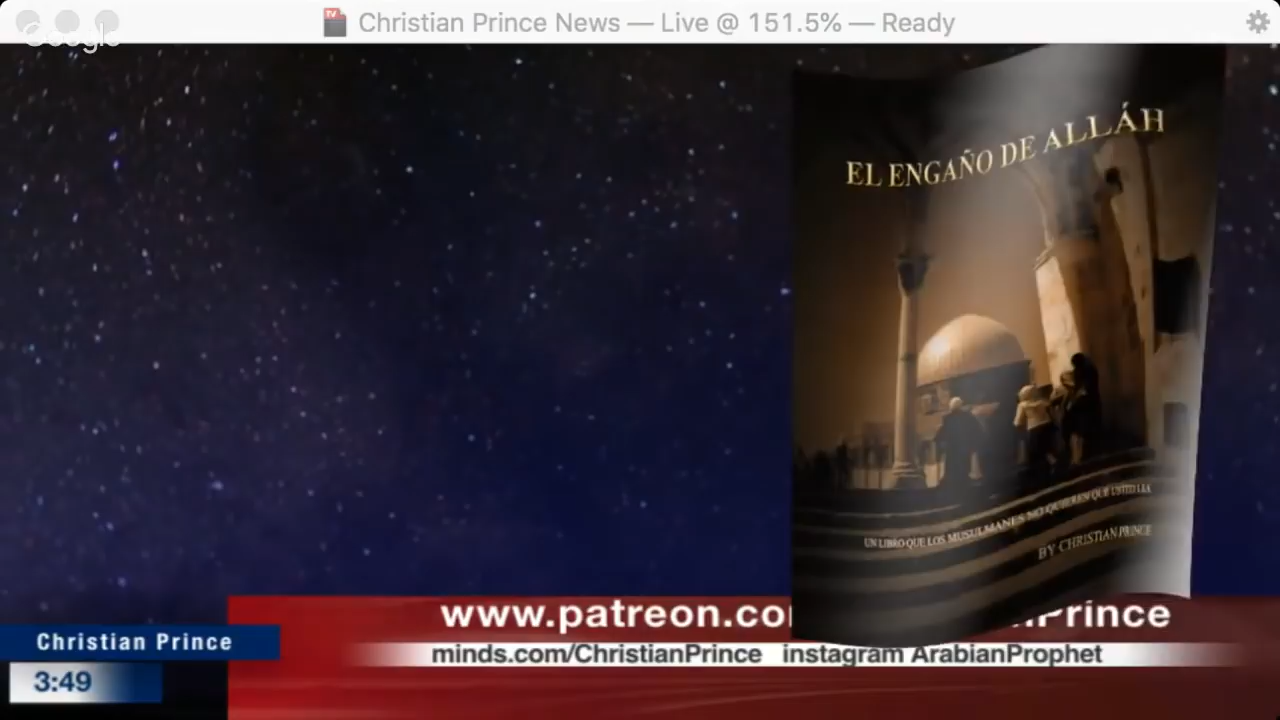 Christian Prince News — Live @ 151.5% — Ready
Google
EL ENGAÑO DE ALLÁH
UN LIBRO QUE LOS MUSULMANES NO QUIEREN QUE USTED LEA
BY CHRISTIAN PRINCE
www.patreon.co Prince
Christian Prince
minds.com/ChristianPrince instagram ArabianProphet
3:49